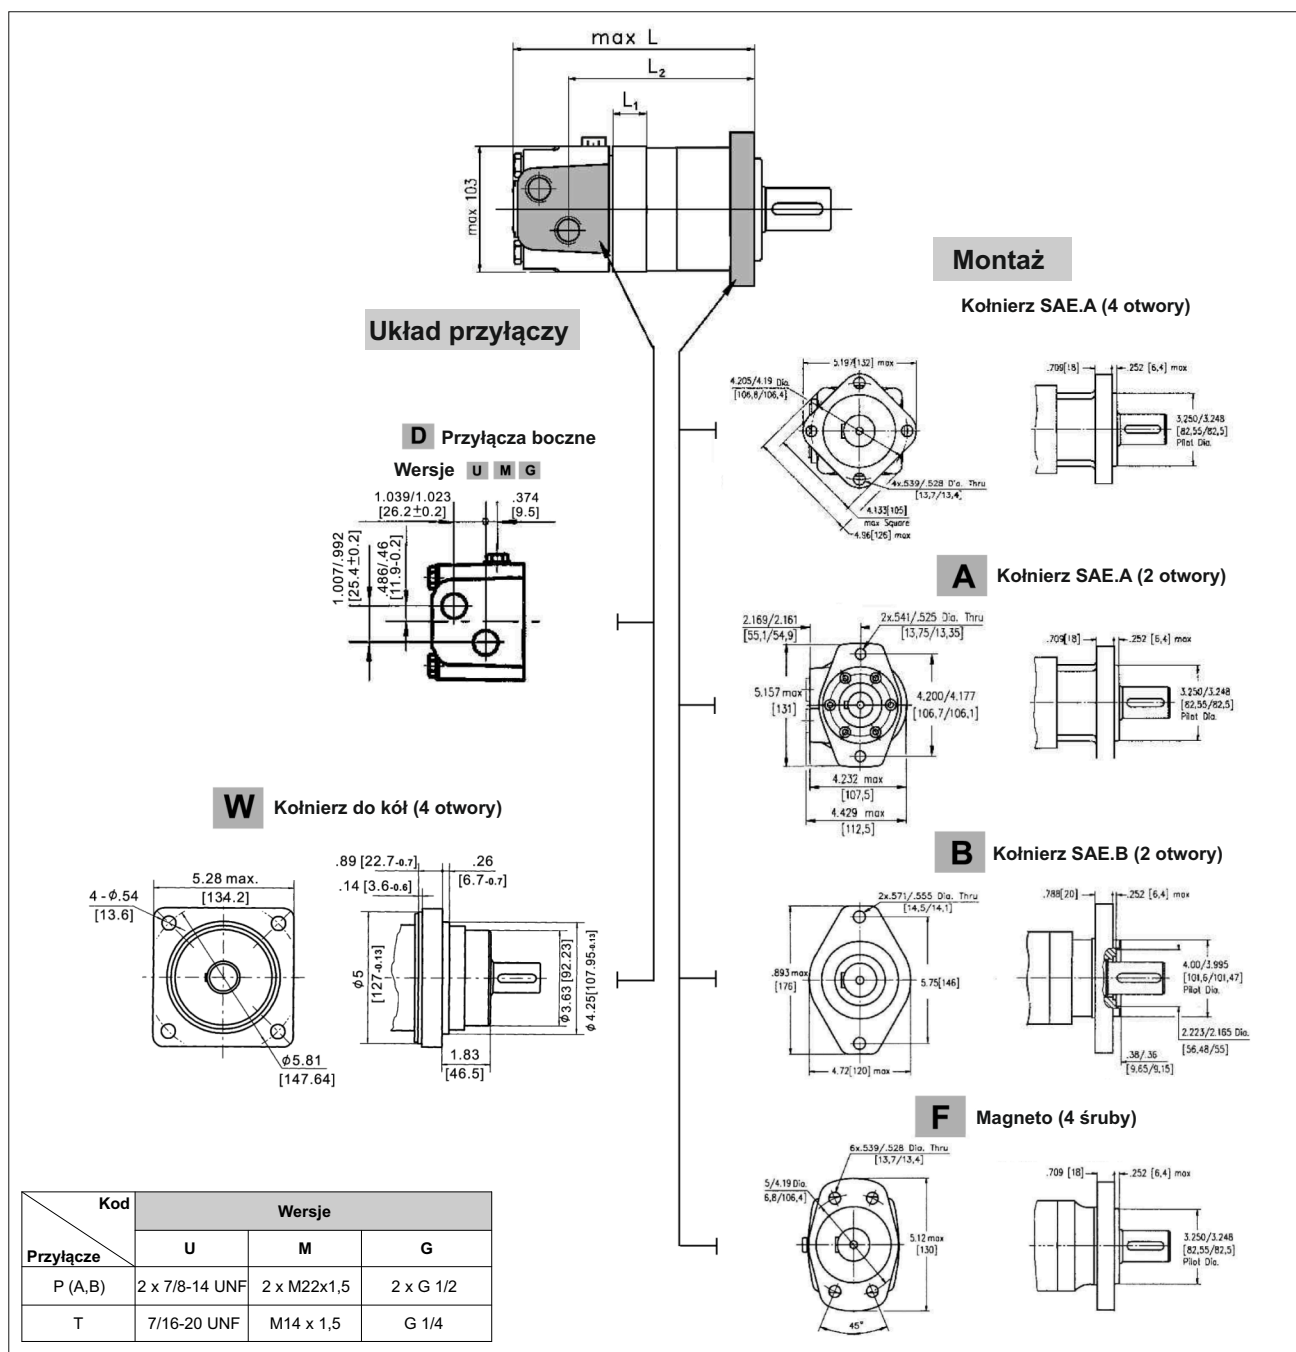 max L
L₂
L₁
max 103
Montaż
Kołnierz SAE.A (4 otwory)
Układ przyłączy
5.197[132] max
4.205/4.19 Dia.
[106,8/106,4]
4x.539/.528 Dia. Thru
[13,7/13,4]
4.133[105]
max Square
4.96[126] max
.709[18]
.252 [6,4] max
3,250/3.248
[82,55/82,5]
Pilot Dia.
D Przyłącza boczne
Wersje U M G
1.039/1.023
[26.2±0.2]
.374
[9.5]
1.007/.992
[25.4±0.2]
.486/.46
[11.9-0.2]
A Kołnierz SAE.A (2 otwory)
2.169/2.161
[55,1/54,9]
2x.541/.525 Dia. Thru
[13,75/13,35]
5.157 max
[131]
4.200/4.177
[106,7/106,1]
4.232 max
[107,5]
4.429 max
[112,5]
.709[18]
.252 [6,4] max
3.250/3.248
[82,55/82,5]
Pilot Dia.
W Kołnierz do kół (4 otwory)
5.28 max.
[134.2]
4-ϕ.54
[13.6]
ϕ5.81
[147.64]
.89 [22.7-0.7]
.14 [3.6-0.6]
.26
[6.7-0.7]
ϕ5
[127-0.13]
ϕ3.63 [92.23]
ϕ4.25[107.95-0.13]
1.83
[46.5]
B Kołnierz SAE.B (2 otwory)
2x.571/.555 Dia. Thru
[14,5/14,1]
.893 max
[176]
5.75[146]
4.72[120] max
.788[20]
.252 [6,4] max
4.00/3.995
[101,6/101,47]
Pilot Dia.
2.223/2.165 Dia.
[56,48/55]
.38/.36
[9,65/9,15]
F Magneto (4 śruby)
6x.539/.528 Dia. Thru
[13,7/13,4]
5/4.19 Dia.
6,8/106,4]
5.12 max
[130]
45°
.709 [18]
.252 [6,4] max
3.250/3.248
[82,55/82,5]
Pilot Dia.
Kod
Przyłącze
Wersje
U M G
P (A,B) 2 x 7/8-14 UNF 2 x M22x1,5 2 x G 1/2
T 7/16-20 UNF M14 x 1,5 G 1/4